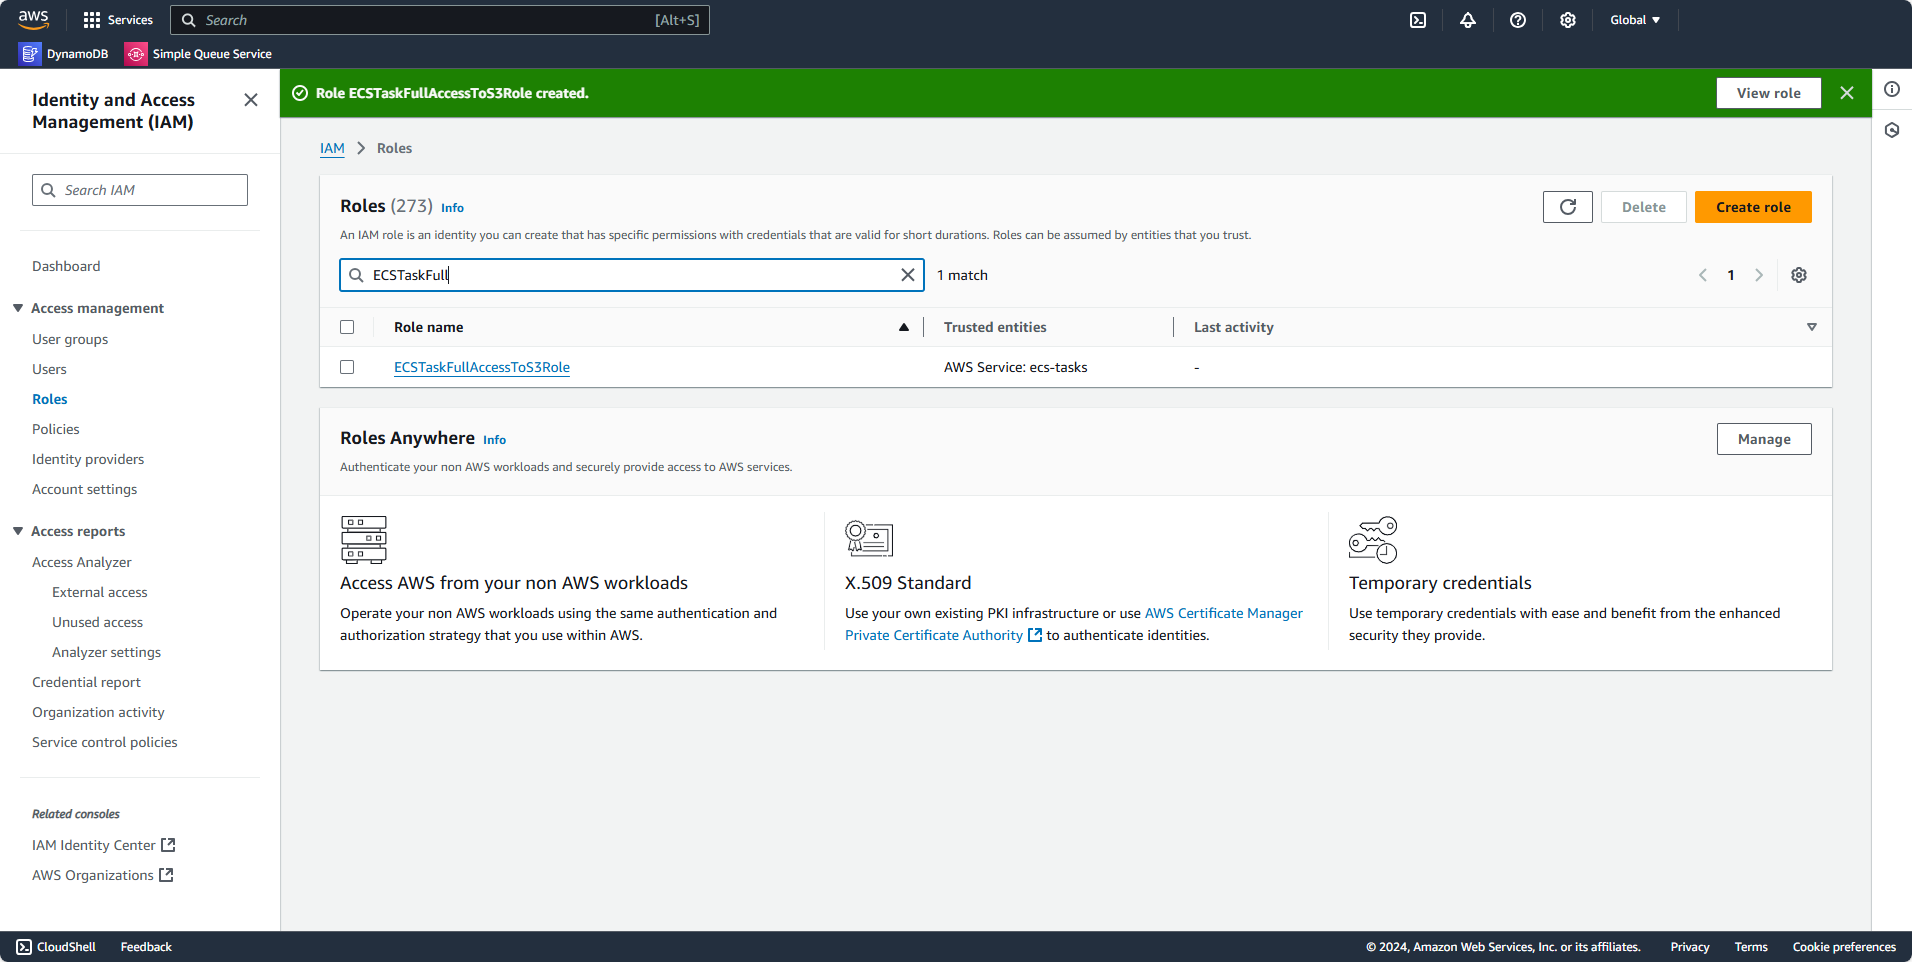 aws
Services
Search
[Alt+S]
Global
DynamoDB
Simple Queue Service
Identity and Access
Management (IAM)
Search IAM
Dashboard
Access management
User groups
Users
Roles
Policies
Identity providers
Account settings
Access reports
Access Analyzer
External access
Unused access
Analyzer settings
Credential report
Organization activity
Service control policies
Related consoles
IAM Identity Center
AWS Organizations
Role ECSTaskFullAccessToS3Role created.
View role
IAM > Roles
Roles (273) Info
Delete
Create role
An IAM role is an identity you can create that has specific permissions with credentials that are valid for short durations. Roles can be assumed by entities that you trust.
ECSTaskFull
1 match
1
Role name
Trusted entities
Last activity
ECSTaskFullAccessToS3Role
AWS Service: ecs-tasks
-
Roles Anywhere Info
Manage
Authenticate your non AWS workloads and securely provide access to AWS services.
Access AWS from your non AWS workloads
Operate your non AWS workloads using the same authentication and
authorization strategy that you use within AWS.
X.509 Standard
Use your own existing PKI infrastructure or use AWS Certificate Manager
Private Certificate Authority to authenticate identities.
Temporary credentials
Use temporary credentials with ease and benefit from the enhanced
security they provide.
CloudShell
Feedback
© 2024, Amazon Web Services, Inc. or its affiliates.
Privacy
Terms
Cookie preferences